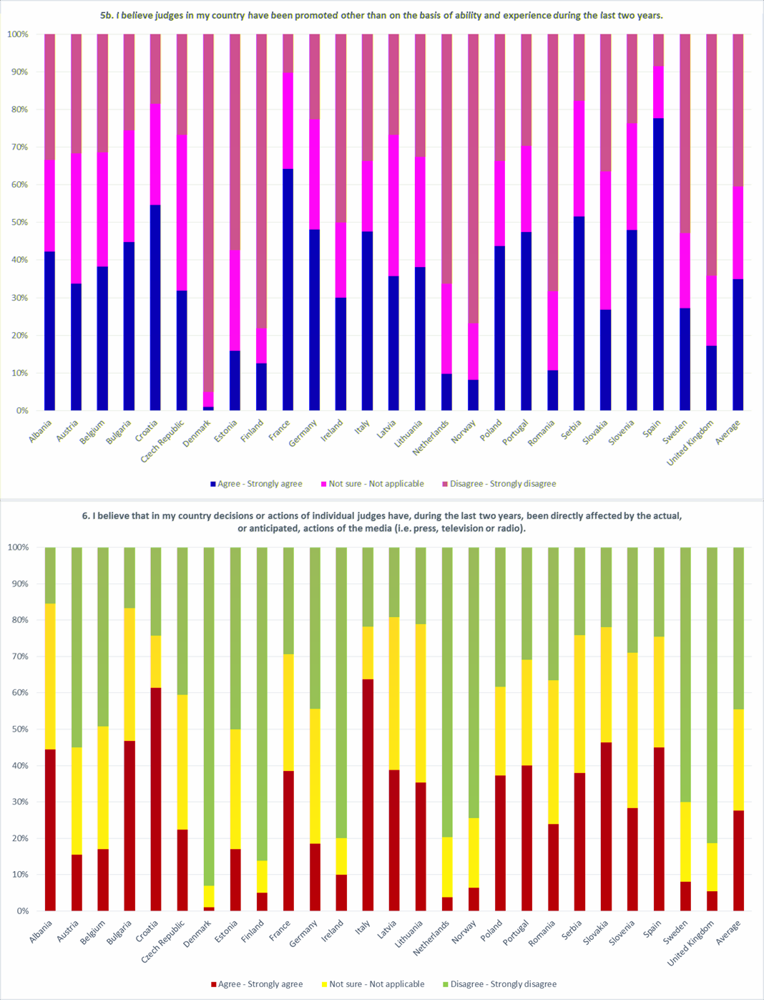 5b. I believe judges in my country have been promoted other than on the basis of ability and experience during the last two years.
100%
90%
80%
70%
60%
50%
40%
30%
20%
10%
0%
Albania
Austria
Belgium
Bulgaria
Croatia
Czech Republic
Denmark
Estonia
Finland
France
Germany
Ireland
Italy
Latvia
Lithuania
Netherlands
Norway
Poland
Portugal
Romania
Serbia
Slovakia
Slovenia
Spain
Sweden
United Kingdom
Average
Agree - Strongly agree Not sure - Not applicable Disagree - Strongly disagree
6. I believe that in my country decisions or actions of individual judges have, during the last two years, been directly affected by the actual,
or anticipated, actions of the media (i.e. press, television or radio).
100%
90%
80%
70%
60%
50%
40%
30%
20%
10%
0%
Albania
Austria
Belgium
Bulgaria
Croatia
Czech Republic
Denmark
Estonia
Finland
France
Germany
Ireland
Italy
Latvia
Lithuania
Netherlands
Norway
Poland
Portugal
Romania
Serbia
Slovakia
Slovenia
Spain
Sweden
United Kingdom
Average
Agree - Strongly agree Not sure - Not applicable Disagree - Strongly disagree